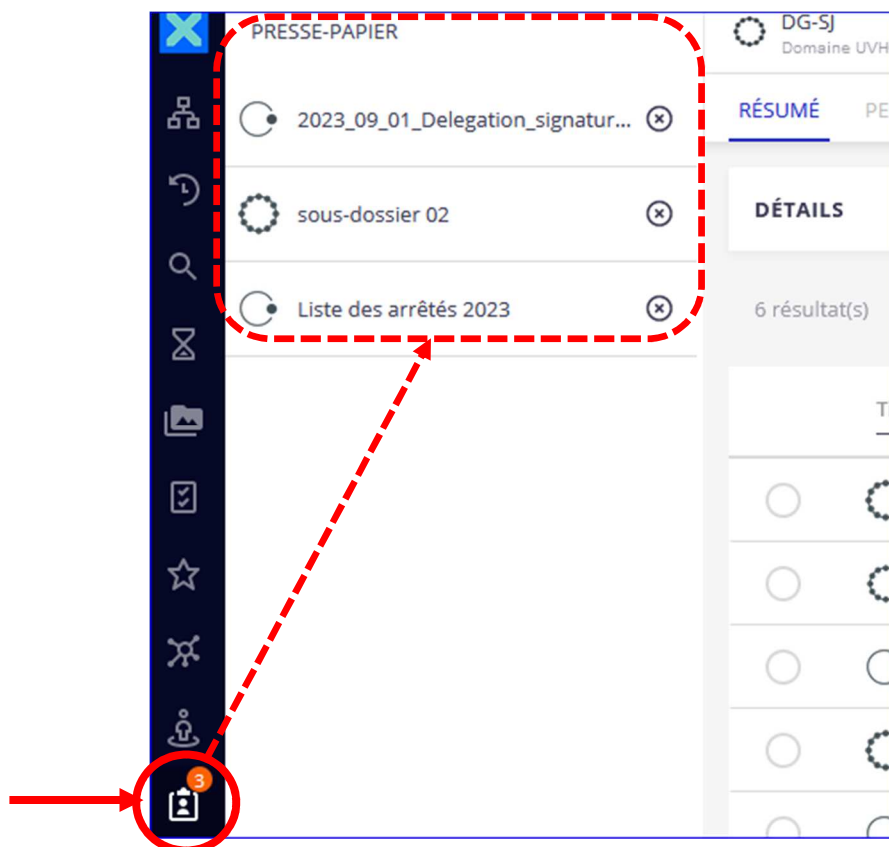 PRESSE-PAPIER
2023_09_01_Delegation_signatur...
sous-dossier 02
Liste des arrêtés 2023
3
DG-SJ
Domaine UVH
RÉSUMÉ PE
DÉTAILS
6 résultat(s)